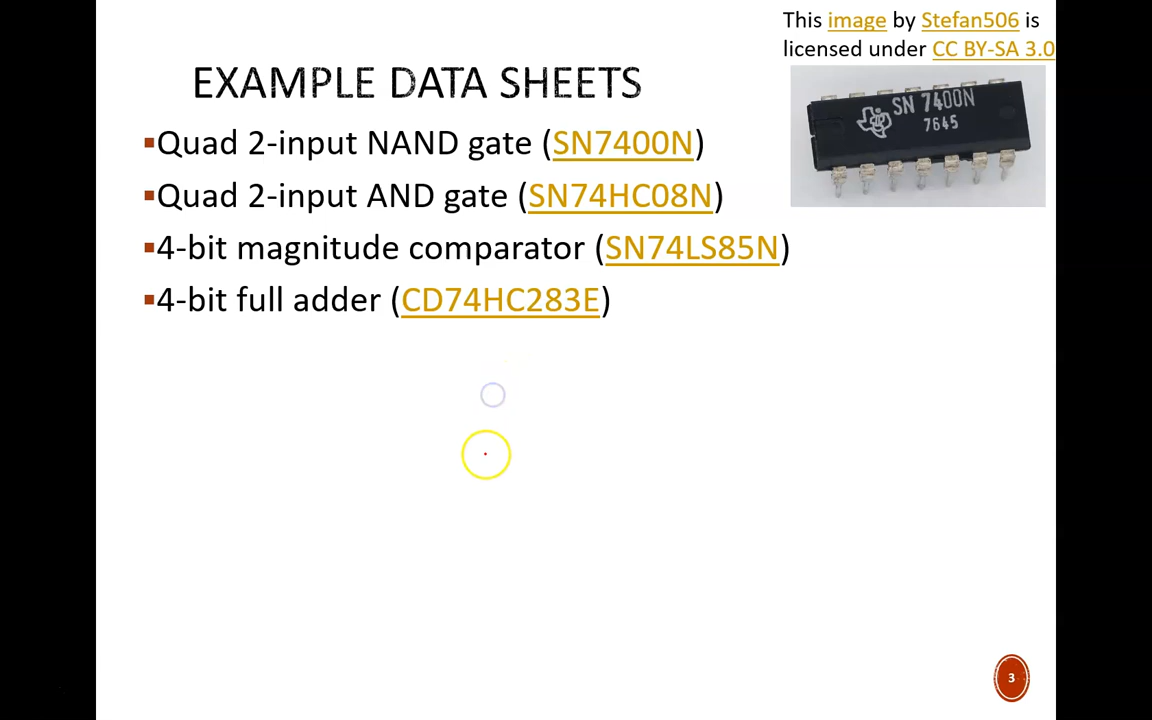 This image by Stefan506 is
licensed under CC BY-SA 3.0
EXAMPLE DATA SHEETS
▪Quad 2-input NAND gate (SN7400N)
▪Quad 2-input AND gate (SN74HC08N)
▪4-bit magnitude comparator (SN74LS85N)
▪4-bit full adder (CD74HC283E)
SN 7400N
7645
3